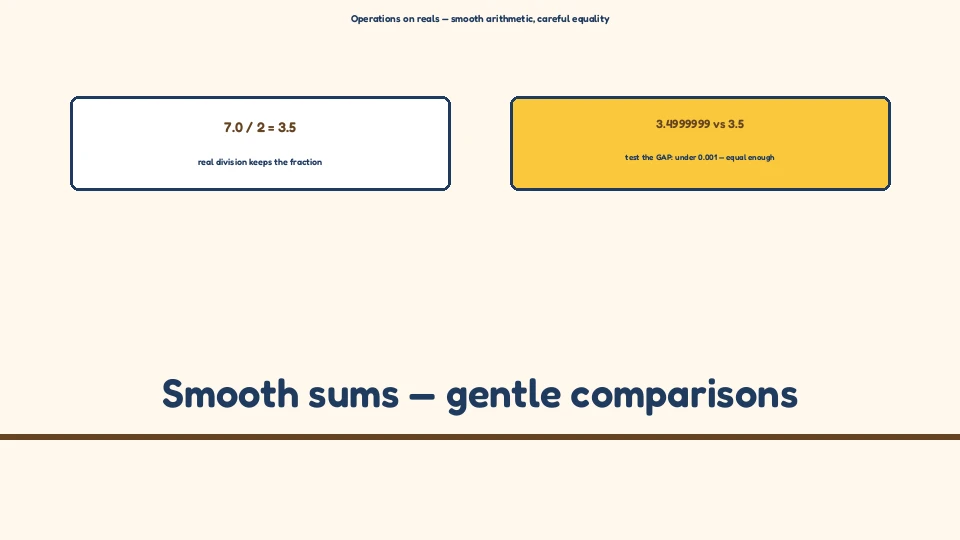 Operations on reals — smooth arithmetic, careful equality
7.0 / 2 = 3.5
real division keeps the fraction
3.4999999 vs 3.5
test the GAP: under 0.001 — equal enough
Smooth sums — gentle comparisons